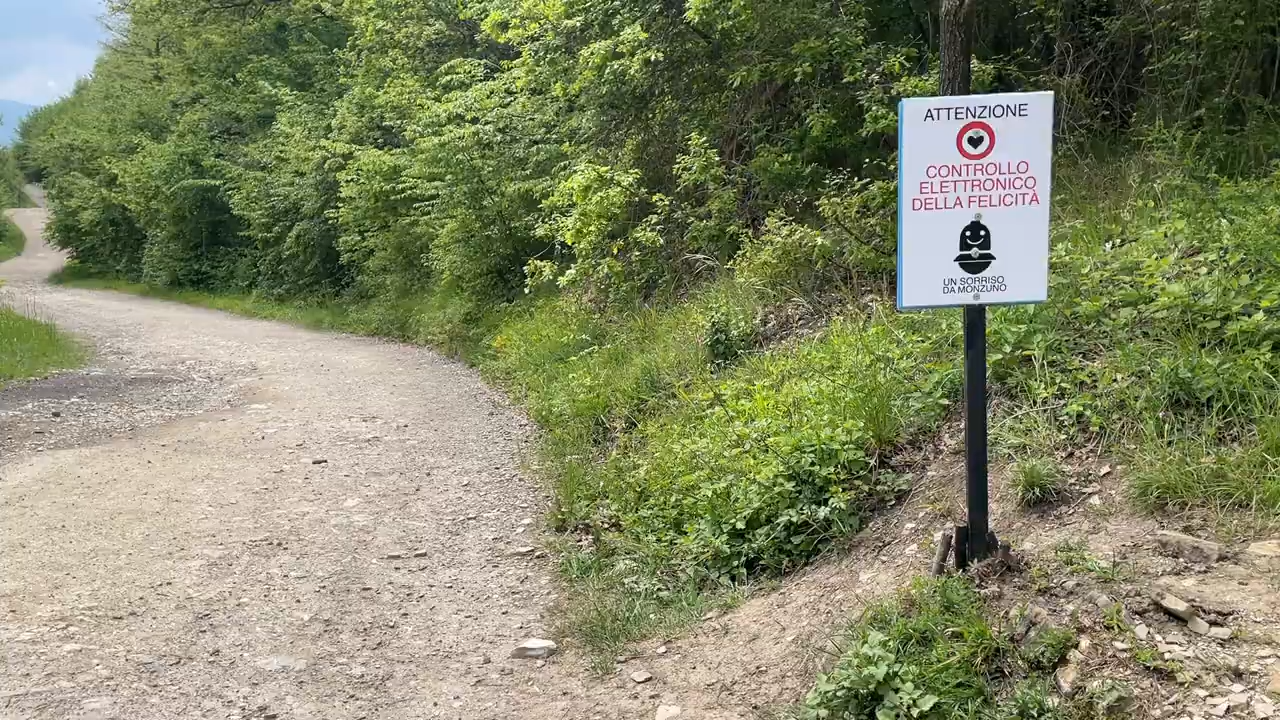 ATTENZIONE
CONTROLLO
ELETTRONICO
DELLA FELICITÀ
UN SORRISO
DA MONZUNO